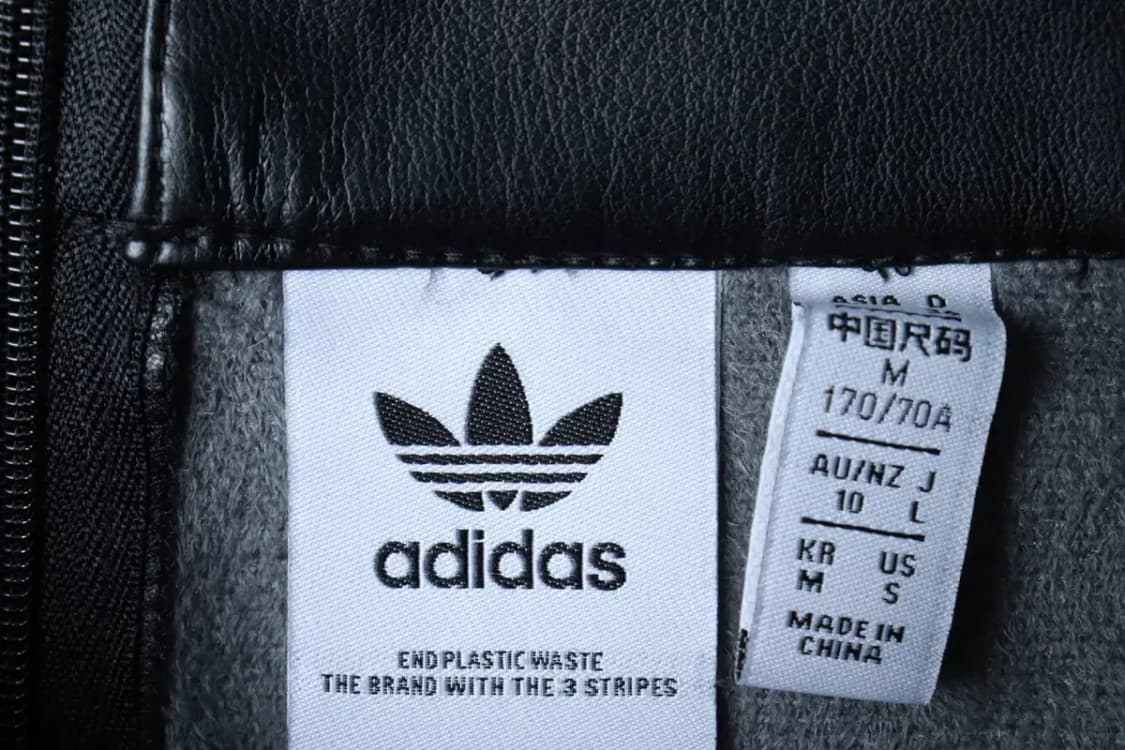 adidas
END PLASTIC WASTE
THE BRAND WITH THE 3 STRIPES
ASIA D
中国尺码
M
170/70A
AU/NZ J
10 L
KR US
M S
MADE IN
CHINA